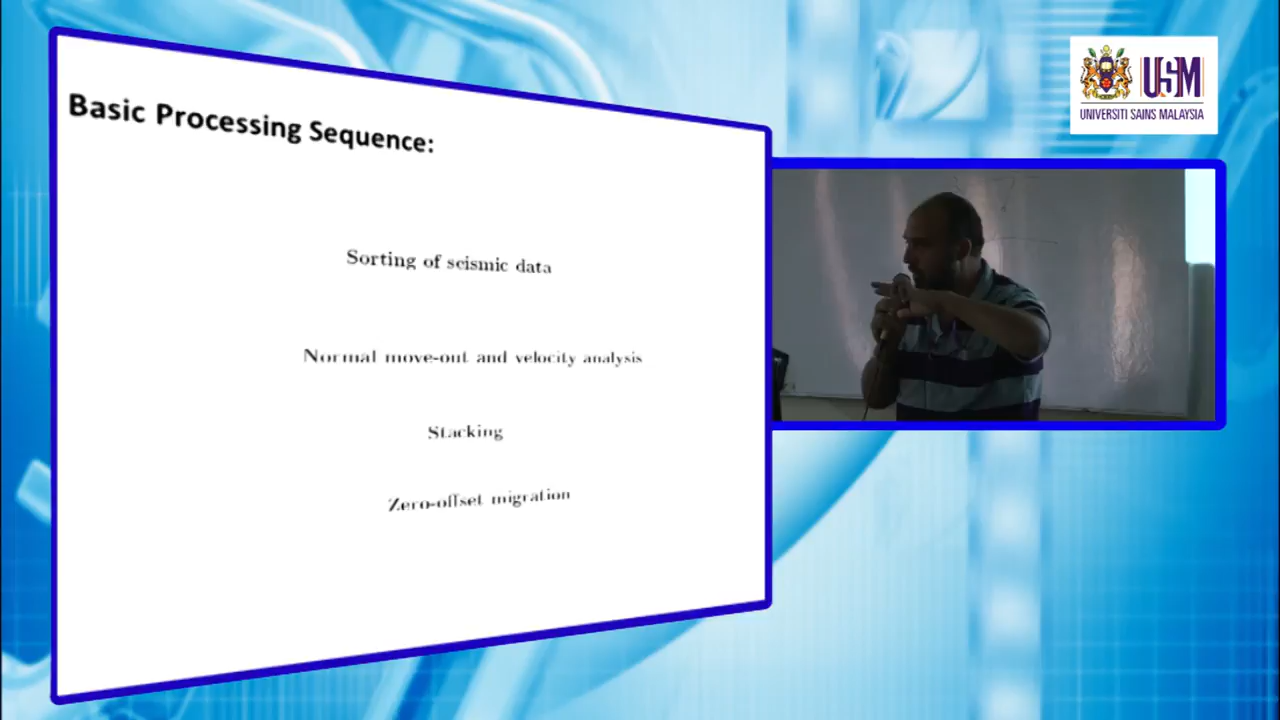 Basic Processing Sequence:
Sorting of seismic data
Normal move-out and velocity analysis
Stacking
Zero-offset migration
USM
UNIVERSITI SAINS MALAYSIA